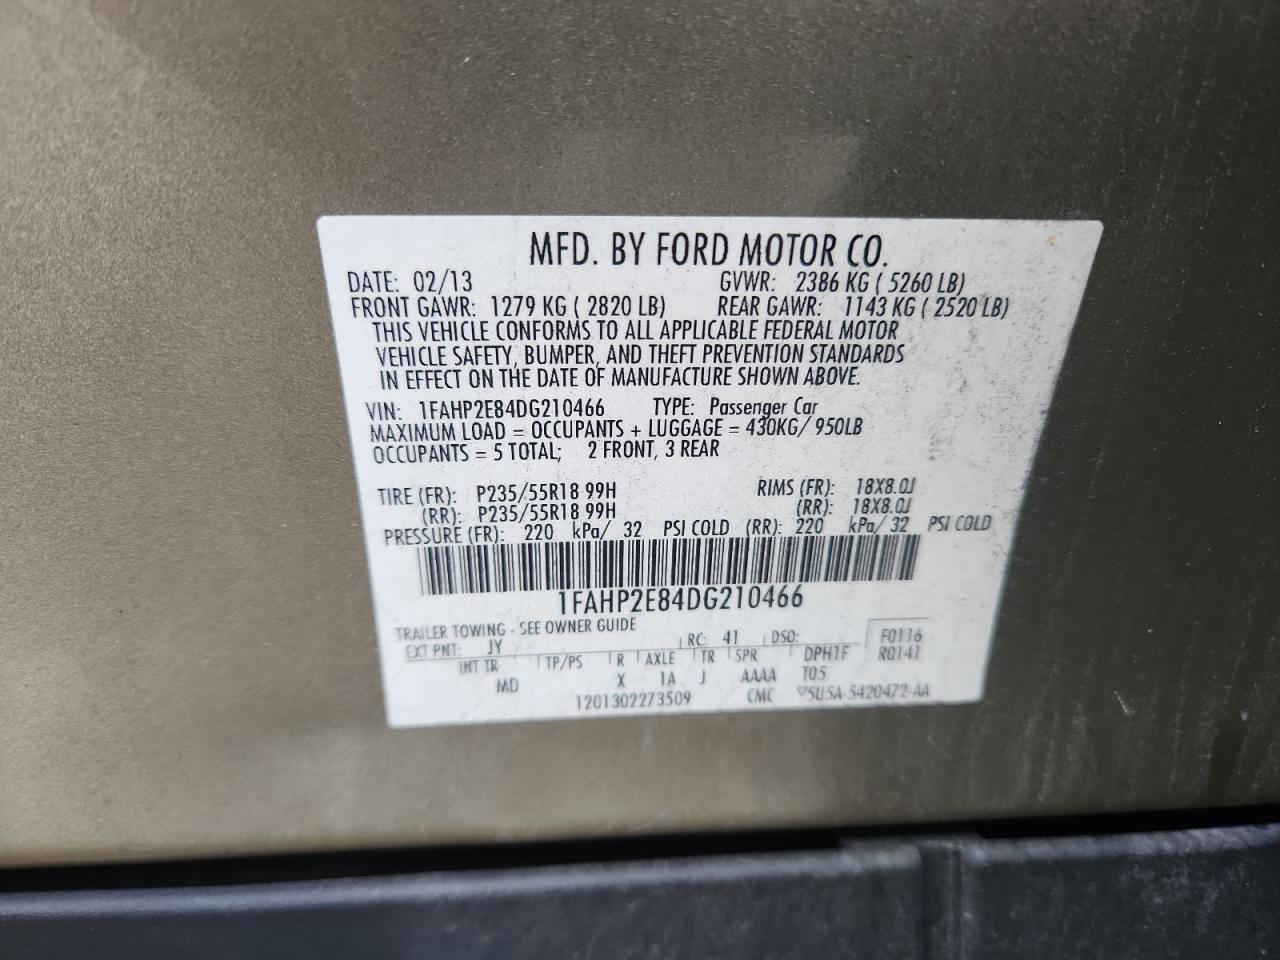 MFD. BY FORD MOTOR CO.
DATE: 02/13 GVWR: 2386 KG ( 5260 LB)
FRONT GAWR: 1279 KG ( 2820 LB) REAR GAWR: 1143 KG ( 2520 LB)
THIS VEHICLE CONFORMS TO ALL APPLICABLE FEDERAL MOTOR
VEHICLE SAFETY, BUMPER, AND THEFT PREVENTION STANDARDS
IN EFFECT ON THE DATE OF MANUFACTURE SHOWN ABOVE.
VIN: 1FAHP2E84DG210466 TYPE: Passenger Car
MAXIMUM LOAD = OCCUPANTS + LUGGAGE = 430KG/ 950LB
OCCUPANTS = 5 TOTAL; 2 FRONT, 3 REAR
TIRE (FR): P235/55R18 99H RIMS (FR): 18X8.0J
(RR): P235/55R18 99H (RR): 18X8.0J
PRESSURE (FR): 220 kPa/ 32 PSI COLD (RR): 220 kPa/ 32 PSI COLD
1FAHP2E84DG210466
TRAILER TOWING - SEE OWNER GUIDE
EXT PNT: JY RC: 41 DSO: F0116
INT TR TP/PS R AXLE TR SPR DPH1F R0141
MD X 1A J AAAA T05
1201302273509 CMC 5U5A-5420472-AA